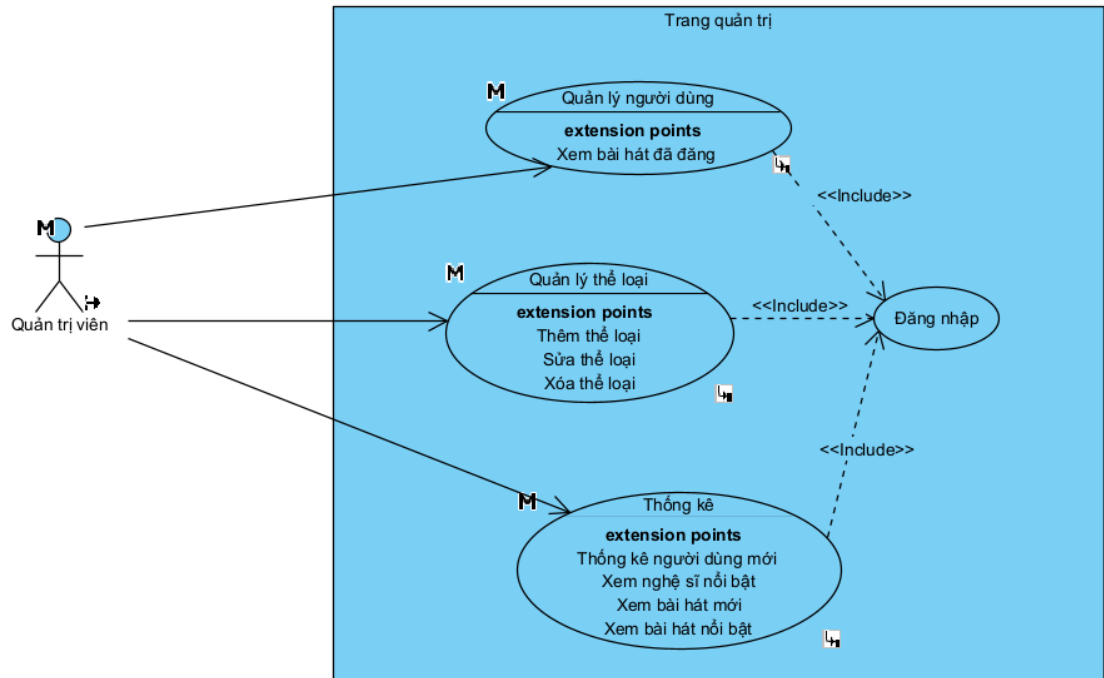 Trang quản trị
M
Quản lý người dùng
extension points
Xem bài hát đã đăng
<<Include>>
M
Quản trị viên
M
Quản lý thể loại
extension points
Thêm thể loại
Sửa thể loại
Xóa thể loại
<<Include>>
Đăng nhập
<<Include>>
M
Thống kê
extension points
Thống kê người dùng mới
Xem nghệ sĩ nổi bật
Xem bài hát mới
Xem bài hát nổi bật